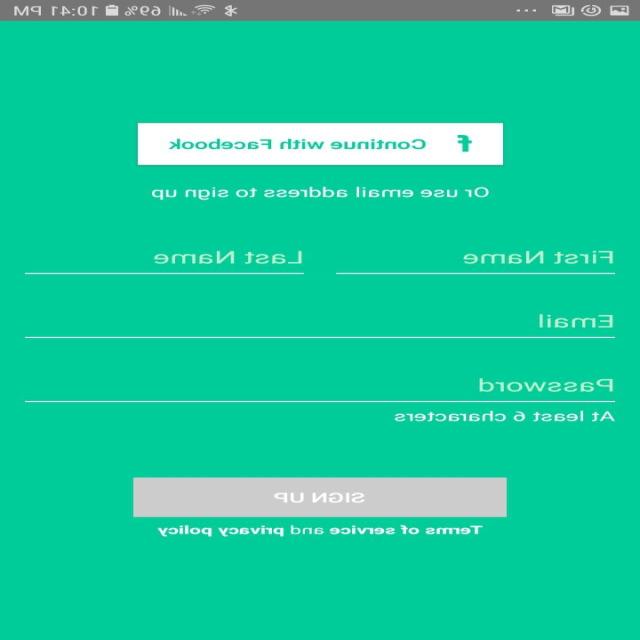 69% 10:41 PM
f Continue with Facebook
Or use email address to sign up
First Name Last Name
Email
Password
At least 6 characters
SIGN UP
Terms of service and privacy policy